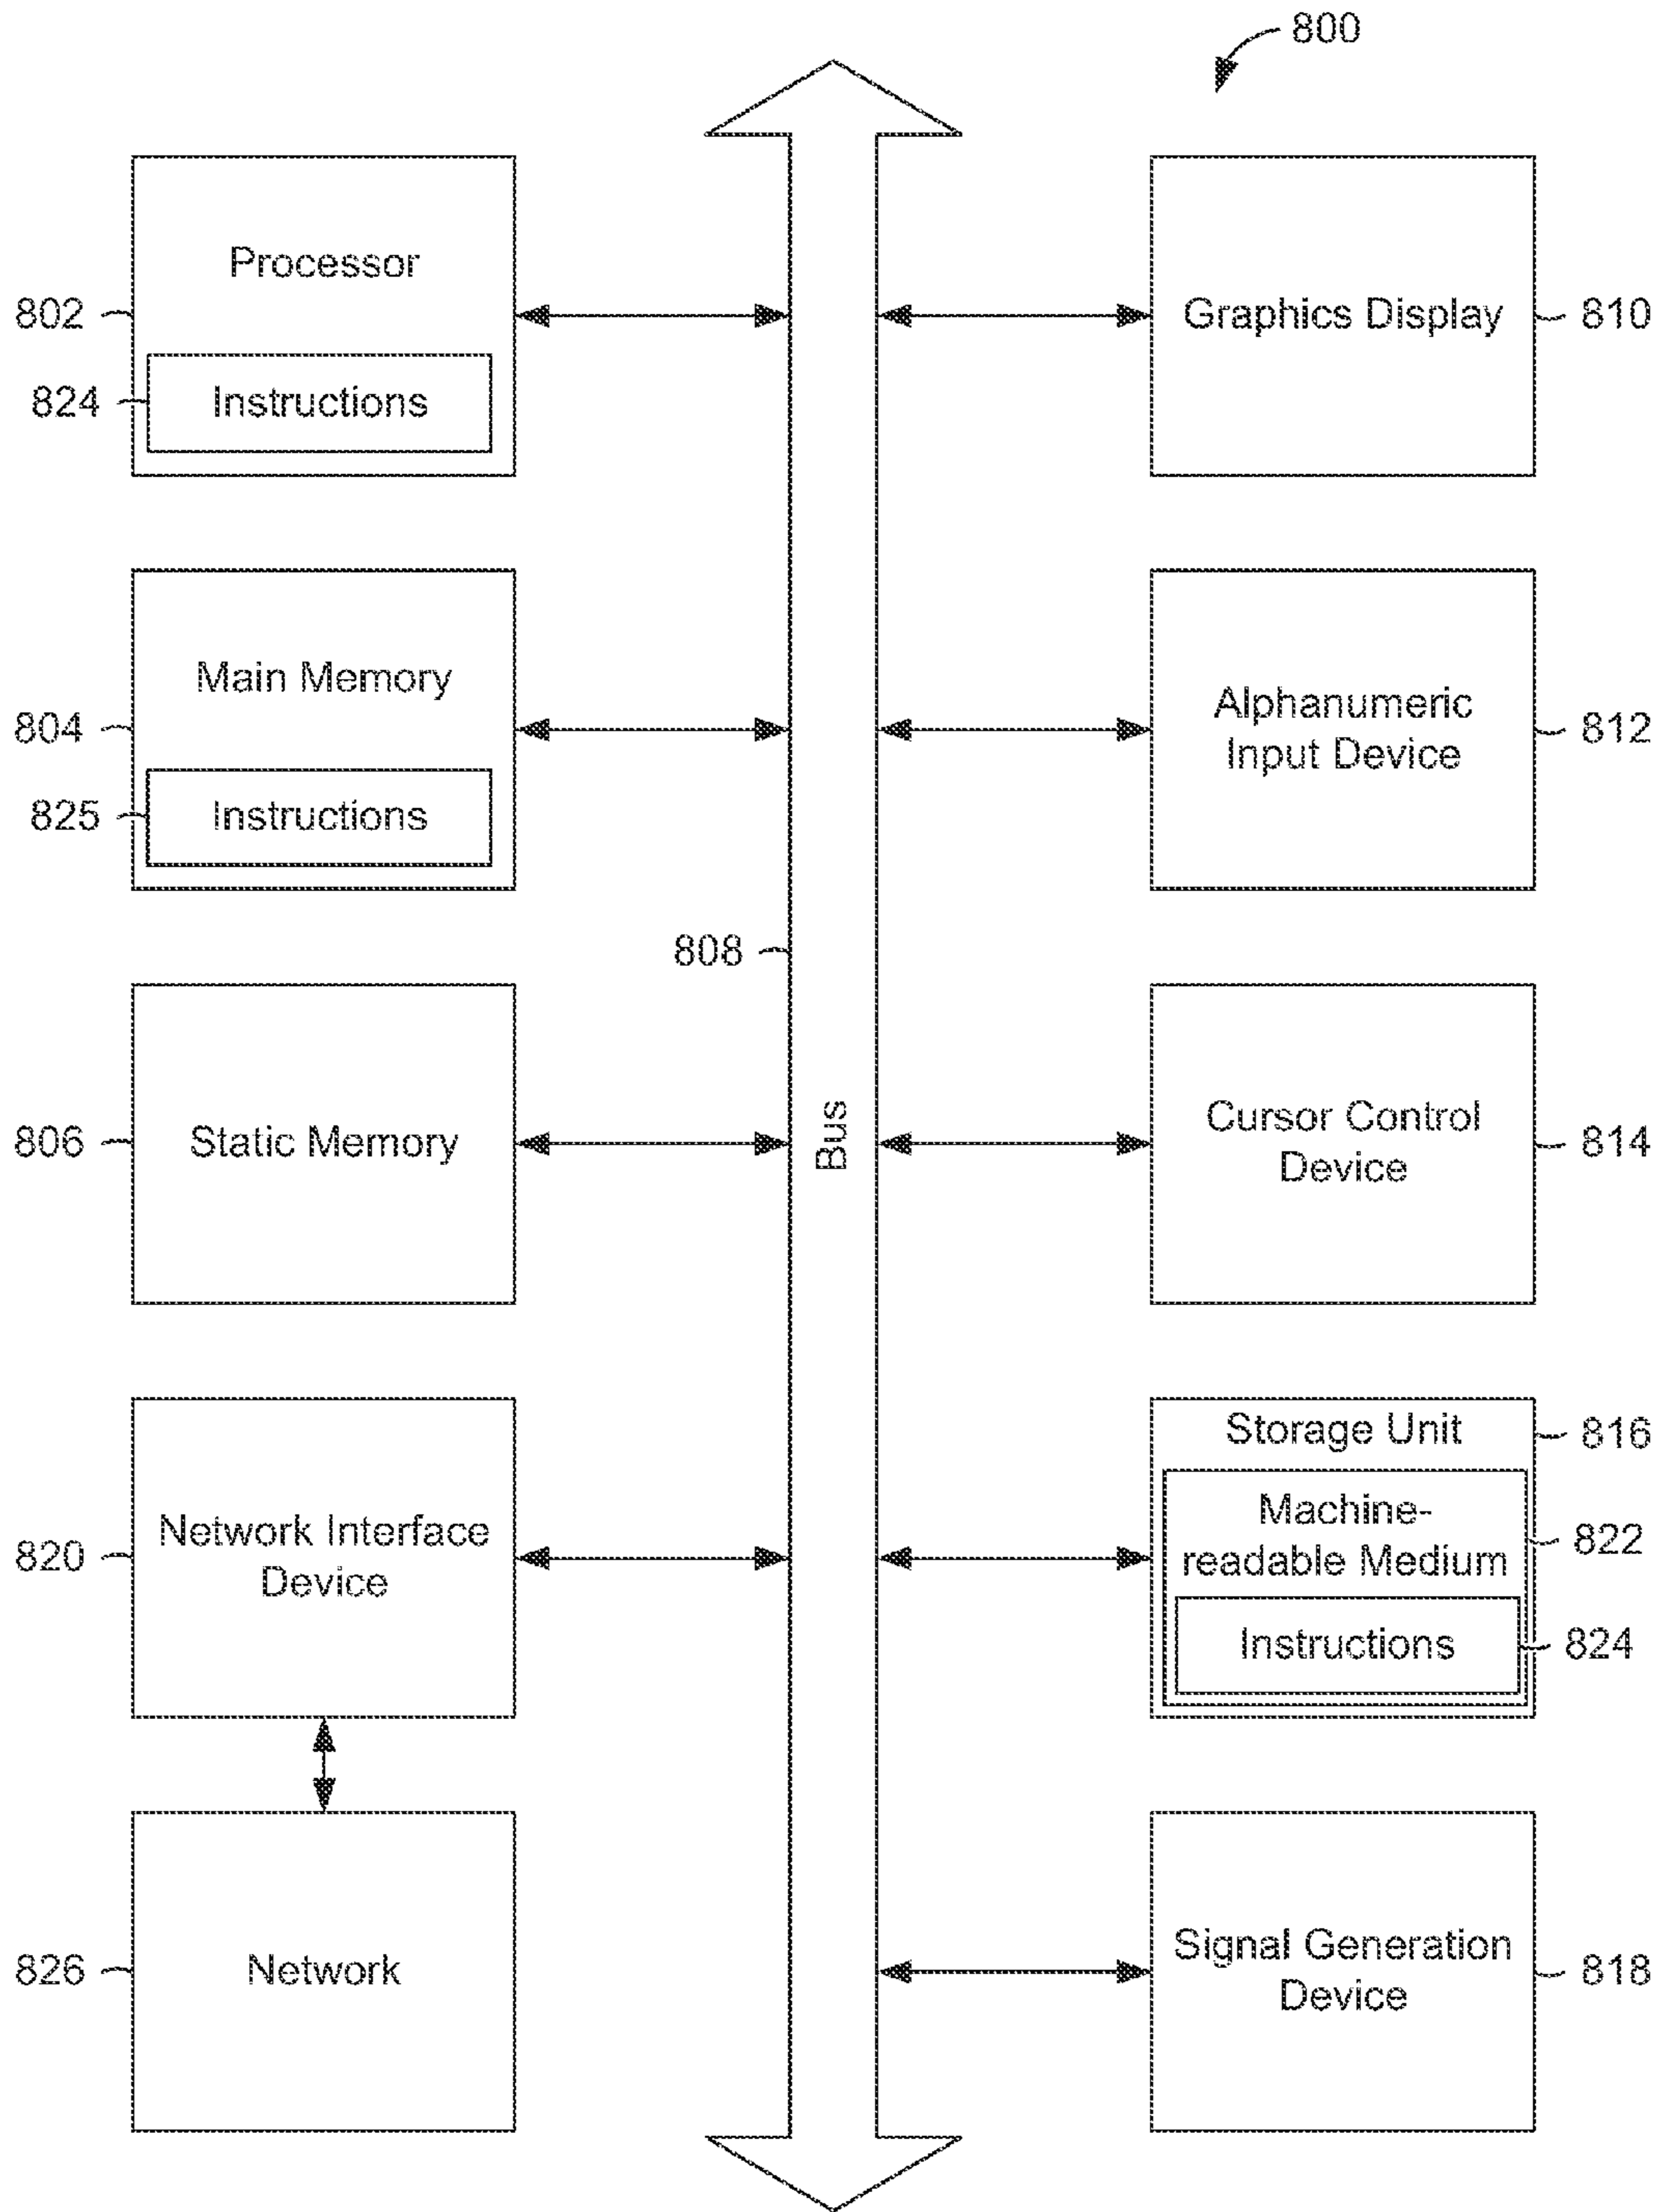 800
Processor
802
824
Instructions
Graphics Display
810
Main Memory
804
825
Instructions
Alphanumeric
Input Device
812
808
Bus
806
Static Memory
Cursor Control
Device
814
820
Network Interface
Device
Storage Unit
816
Machine-
readable Medium
822
Instructions
824
826
Network
Signal Generation
Device
818